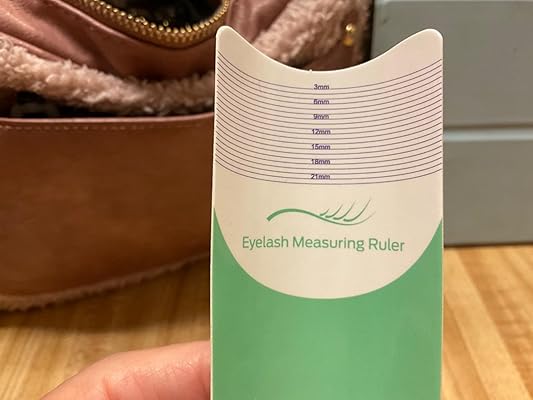 3mm
6mm
9mm
12mm
15mm
18mm
21mm
Eyelash Measuring Ruler